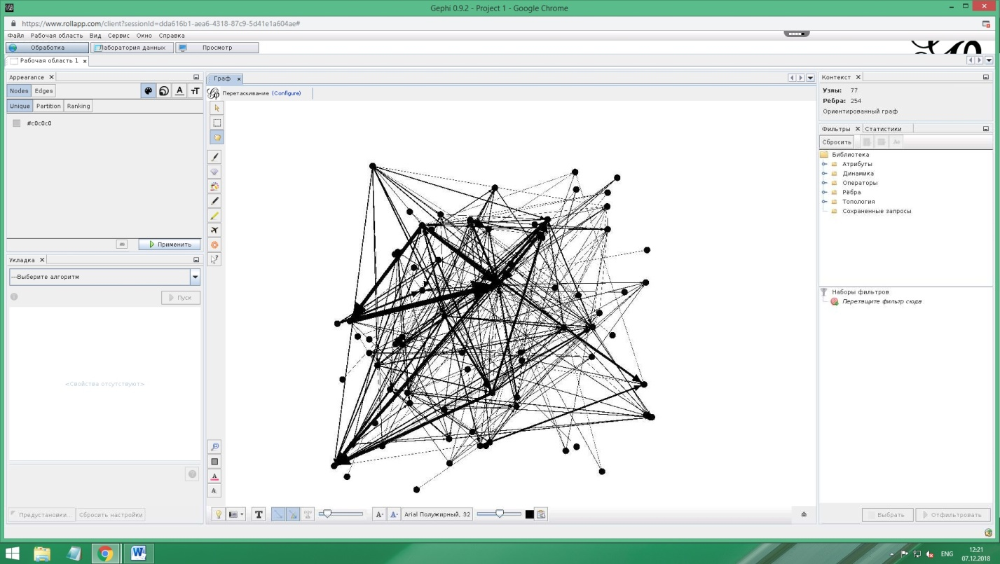 Gephi 0.9.2 - Project 1 - Google Chrome
https://www.rollapp.com/client?sessionId=dda616b1-aea6-4318-87c9-5d41e1a604ae#
Файл Рабочая область Вид Сервис Окно Справка
Обработка Лаборатория данных Просмотр
Рабочая область 1
Appearance
Nodes Edges
Unique Partition Ranking
#c0c0c0
Применить
Укладка
---Выберите алгоритм
Пуск
<Свойства отсутствуют>
Предустановки... Сбросить настройки
Граф
Перетаскивание (Configure)
Arial Полужирный, 32
Контекст
Узлы: 77
Рёбра: 254
Ориентированный граф
Фильтры Статистики
Сбросить
Библиотека
Атрибуты
Динамика
Операторы
Рёбра
Топология
Сохраненные запросы
Наборы фильтров
Перетащите фильтр сюда
Выбрать Отфильтровать
ENG
12:21
07.12.2018